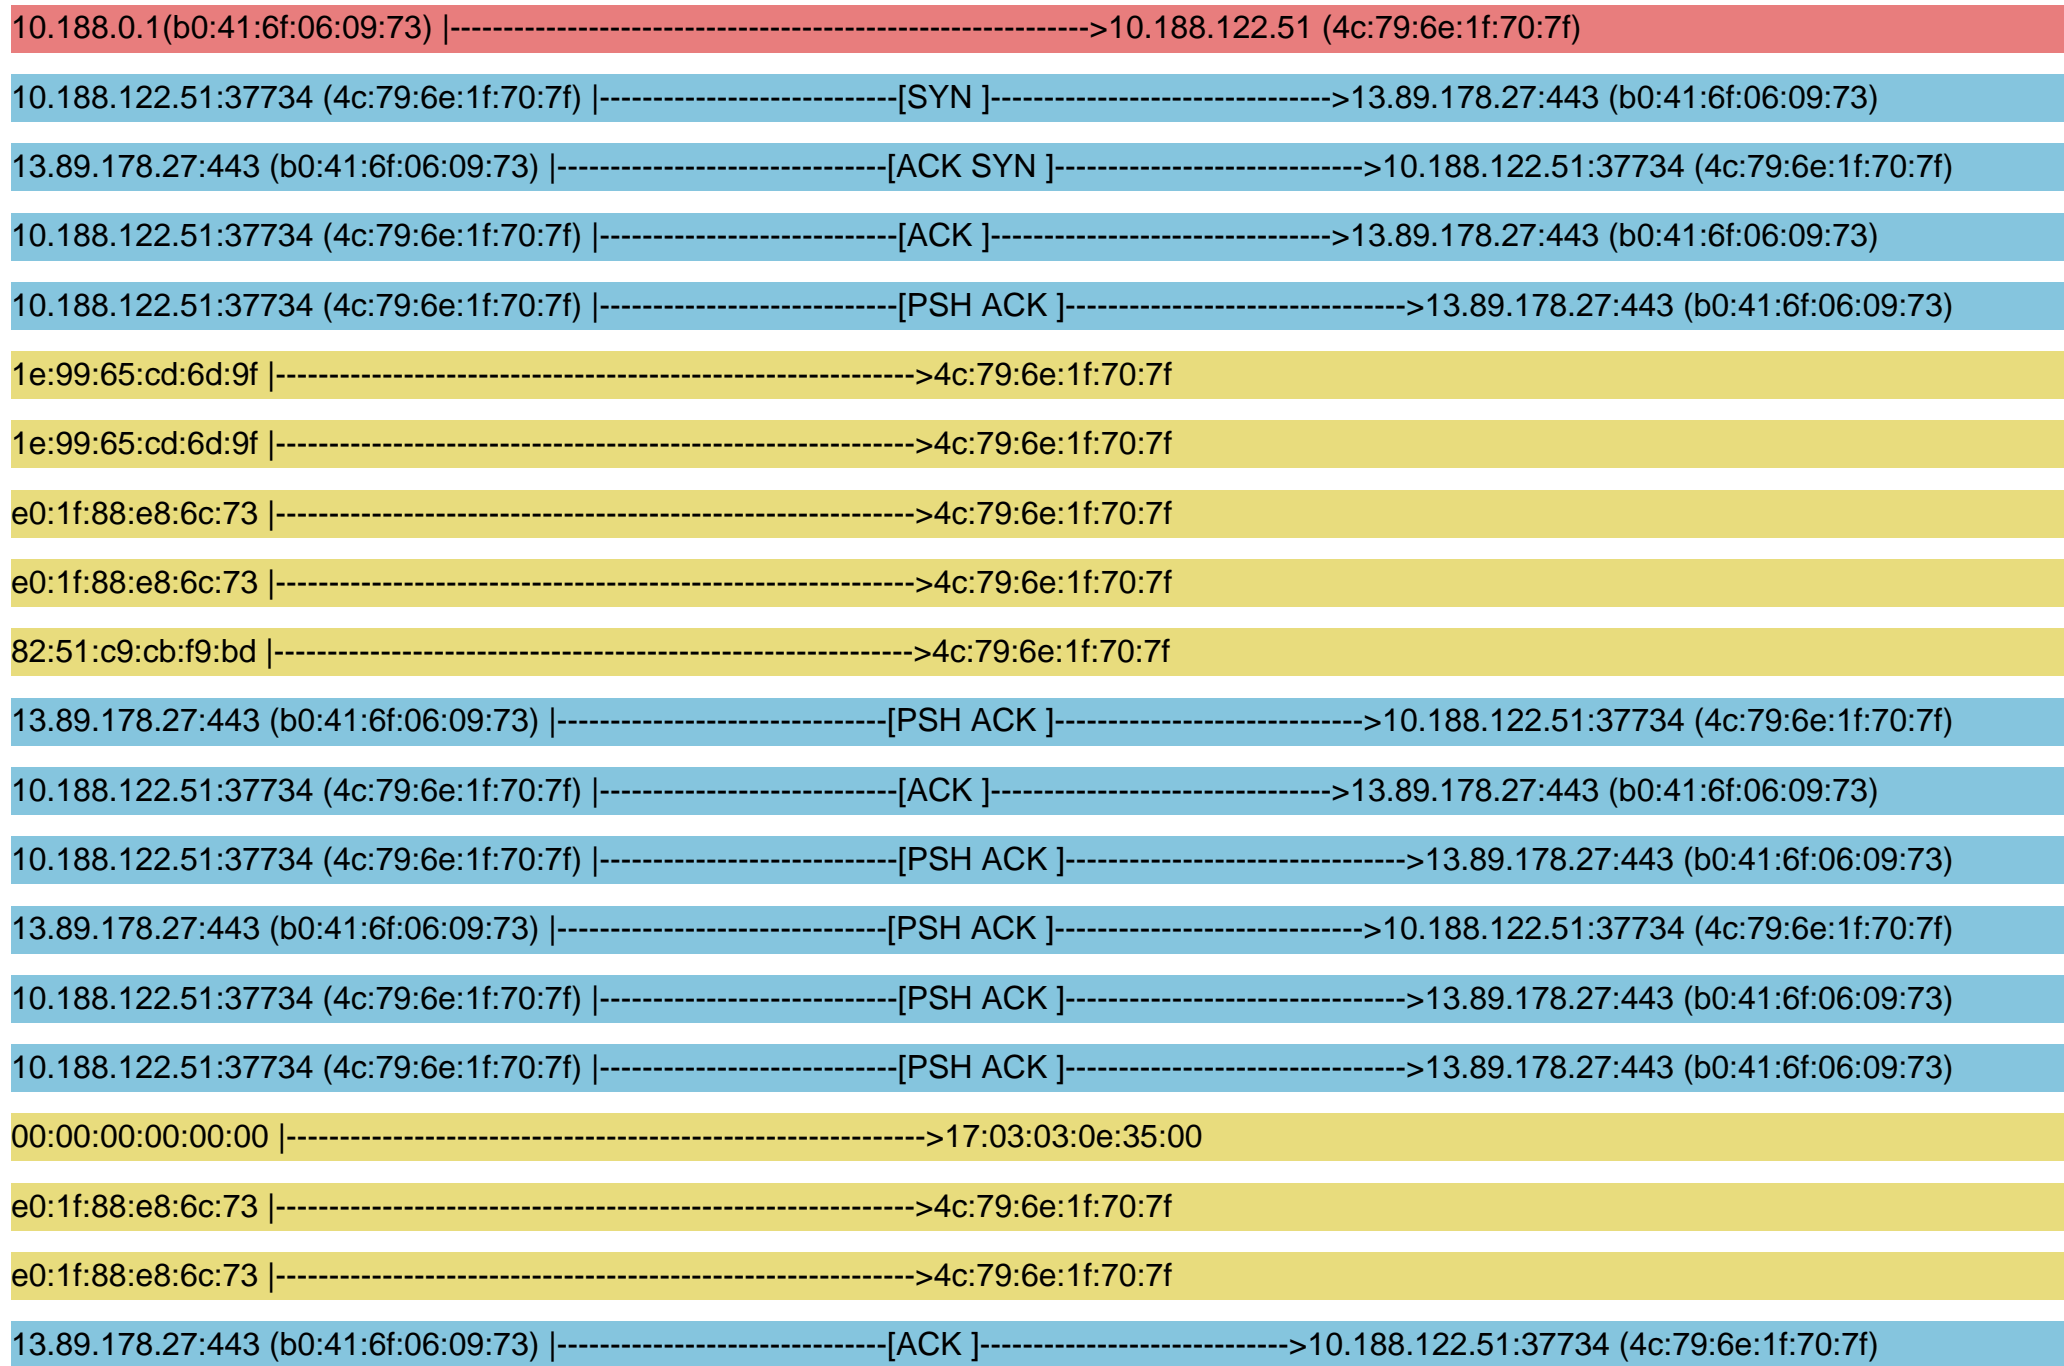 10.188.0.1(b0:41:6f:06:09:73) |------------------------------------------------------------>10.188.122.51 (4c:79:6e:1f:70:7f)
10.188.122.51:37734 (4c:79:6e:1f:70:7f) |----------------------------[SYN ]-------------------------------->13.89.178.27:443 (b0:41:6f:06:09:73)
13.89.178.27:443 (b0:41:6f:06:09:73) |-------------------------------[ACK SYN ]----------------------------->10.188.122.51:37734 (4c:79:6e:1f:70:7f)
10.188.122.51:37734 (4c:79:6e:1f:70:7f) |----------------------------[ACK ]-------------------------------->13.89.178.27:443 (b0:41:6f:06:09:73)
10.188.122.51:37734 (4c:79:6e:1f:70:7f) |----------------------------[PSH ACK ]-------------------------------->13.89.178.27:443 (b0:41:6f:06:09:73)
1e:99:65:cd:6d:9f |------------------------------------------------------------>4c:79:6e:1f:70:7f
1e:99:65:cd:6d:9f |------------------------------------------------------------>4c:79:6e:1f:70:7f
e0:1f:88:e8:6c:73 |------------------------------------------------------------>4c:79:6e:1f:70:7f
e0:1f:88:e8:6c:73 |------------------------------------------------------------>4c:79:6e:1f:70:7f
82:51:c9:cb:f9:bd |------------------------------------------------------------>4c:79:6e:1f:70:7f
13.89.178.27:443 (b0:41:6f:06:09:73) |-------------------------------[PSH ACK ]----------------------------->10.188.122.51:37734 (4c:79:6e:1f:70:7f)
10.188.122.51:37734 (4c:79:6e:1f:70:7f) |----------------------------[ACK ]-------------------------------->13.89.178.27:443 (b0:41:6f:06:09:73)
10.188.122.51:37734 (4c:79:6e:1f:70:7f) |----------------------------[PSH ACK ]-------------------------------->13.89.178.27:443 (b0:41:6f:06:09:73)
13.89.178.27:443 (b0:41:6f:06:09:73) |-------------------------------[PSH ACK ]----------------------------->10.188.122.51:37734 (4c:79:6e:1f:70:7f)
10.188.122.51:37734 (4c:79:6e:1f:70:7f) |----------------------------[PSH ACK ]-------------------------------->13.89.178.27:443 (b0:41:6f:06:09:73)
10.188.122.51:37734 (4c:79:6e:1f:70:7f) |----------------------------[PSH ACK ]-------------------------------->13.89.178.27:443 (b0:41:6f:06:09:73)
00:00:00:00:00:00 |------------------------------------------------------------>17:03:03:0e:35:00
e0:1f:88:e8:6c:73 |------------------------------------------------------------>4c:79:6e:1f:70:7f
e0:1f:88:e8:6c:73 |------------------------------------------------------------>4c:79:6e:1f:70:7f
13.89.178.27:443 (b0:41:6f:06:09:73) |-------------------------------[ACK ]----------------------------->10.188.122.51:37734 (4c:79:6e:1f:70:7f)